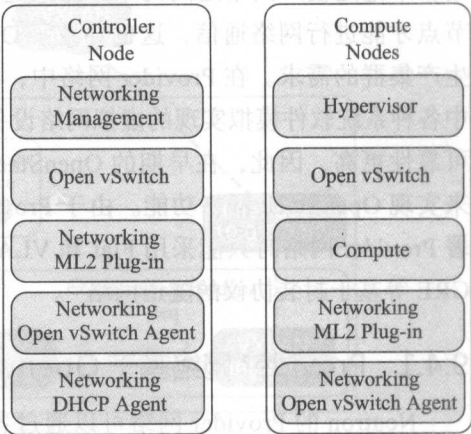 Controller
Node
Networking
Management
Open vSwitch
Networking
ML2 Plug-in
Networking
Open vSwitch Agent
Networking
DHCP Agent
Compute
Nodes
Hypervisor
Open vSwitch
Compute
Networking
ML2 Plug-in
Networking
Open vSwitch Agent